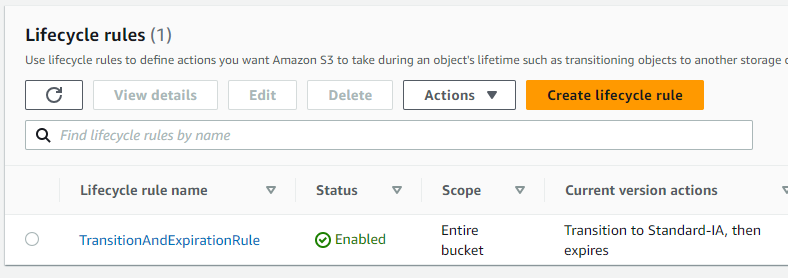 Lifecycle rules (1)
Use lifecycle rules to define actions you want Amazon S3 to take during an object's lifetime such as transitioning objects to another storage
View details Edit Delete Actions Create lifecycle rule
Find lifecycle rules by name
Lifecycle rule name Status Scope Current version actions
TransitionAndExpirationRule Enabled Entire bucket Transition to Standard-IA, then expires